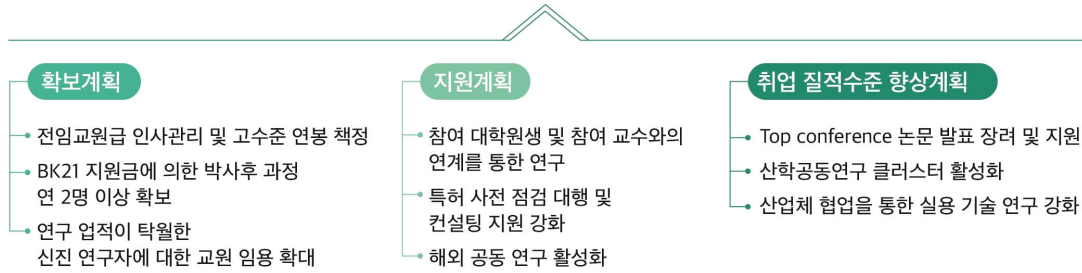 확보계획
전임교원급 인사관리 및 고수준 연봉 책정
BK21 지원금에 의한 박사후 과정
연 2명 이상 확보
연구 업적이 탁월한
신진 연구자에 대한 교원 임용 확대
지원계획
참여 대학원생 및 참여 교수와의
연계를 통한 연구
특허 사전 점검 대행 및
컨설팅 지원 강화
해외 공동 연구 활성화
취업 질적수준 향상계획
Top conference 논문 발표 장려 및 지원
산학공동연구 클러스터 활성화
산업체 협업을 통한 실용 기술 연구 강화